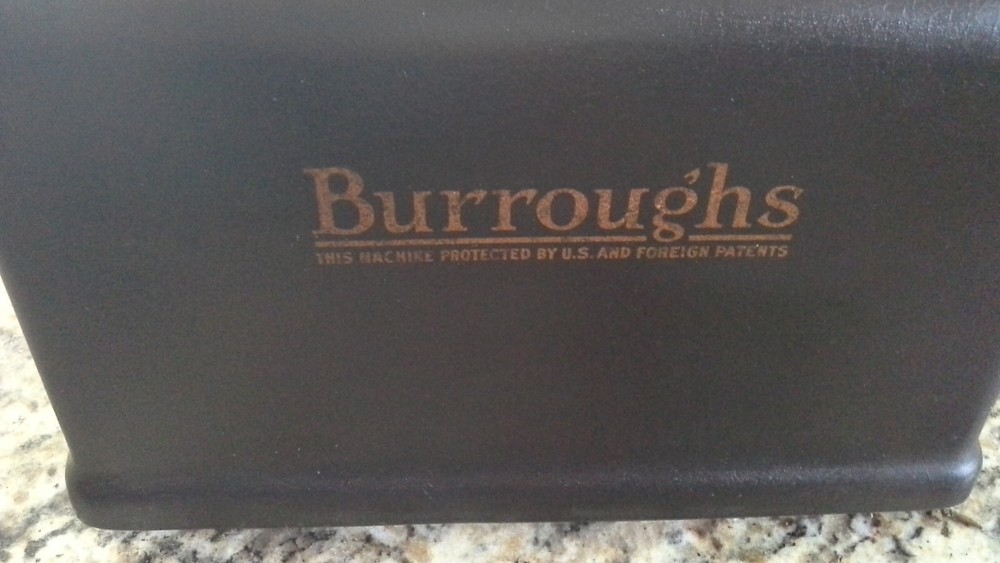 Burroughs
THIS MACHINE PROTECTED BY U.S. AND FOREIGN PATENTS